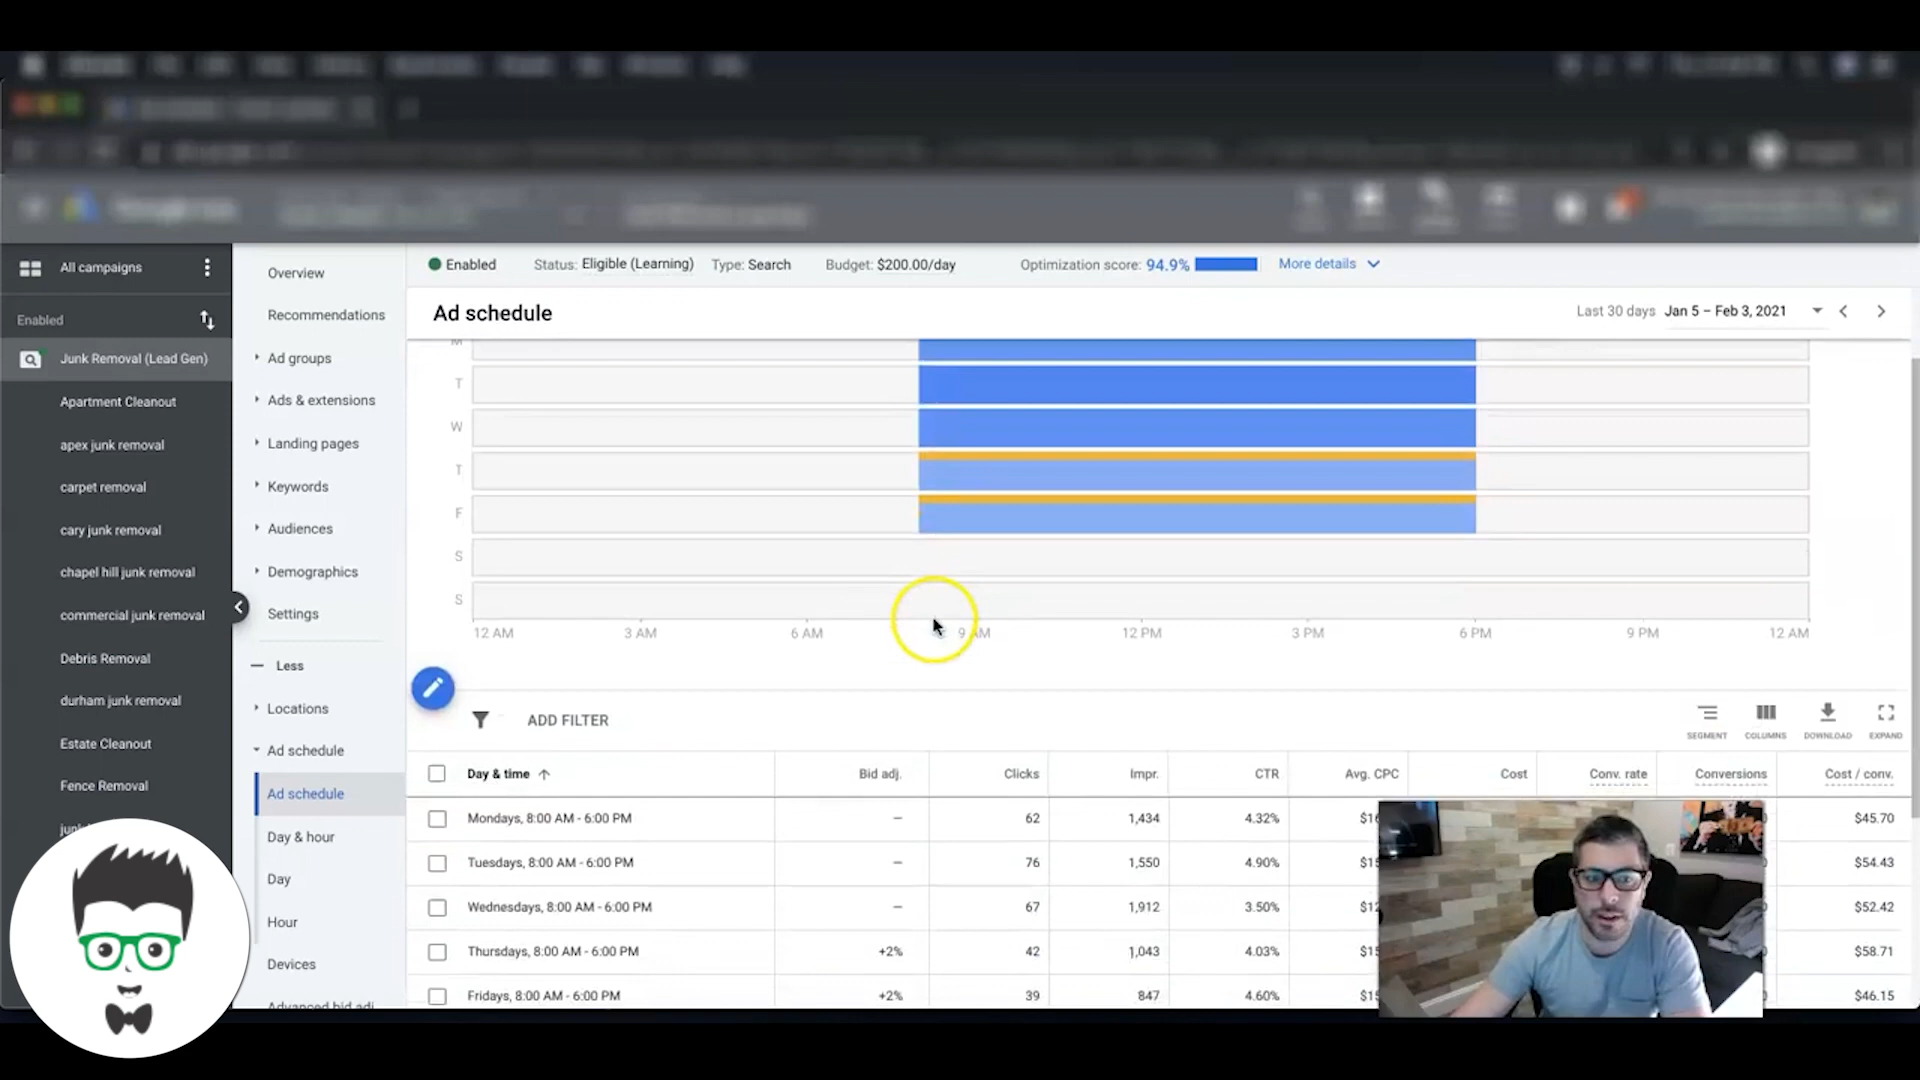 All campaigns
Enabled
Junk Removal (Lead Gen)
Apartment Cleanout
apex junk removal
carpet removal
cary junk removal
chapel hill junk removal
commercial junk removal
Debris Removal
durham junk removal
Estate Cleanout
Fence Removal
Overview
Recommendations
Ad groups
Ads & extensions
Landing pages
Keywords
Audiences
Demographics
Settings
Less
Locations
Ad schedule
Ad schedule
Day & hour
Day
Hour
Devices
Advanced bid adj.
Enabled Status: Eligible (Learning) Type: Search Budget: $200.00/day Optimization score: 94.9% More details
Ad schedule Last 30 days Jan 5 – Feb 3, 2021
M
T
W
T
F
S
S
12 AM 3 AM 6 AM 9 AM 12 PM 3 PM 6 PM 9 PM 12 AM
ADD FILTER SEGMENT COLUMNS DOWNLOAD EXPAND
Day & time Bid adj. Clicks Impr. CTR Avg. CPC Cost Conv. rate Conversions Cost / conv.
Mondays, 8:00 AM - 6:00 PM — 62 1,434 4.32% $45.70
Tuesdays, 8:00 AM - 6:00 PM — 76 1,550 4.90% $54.43
Wednesdays, 8:00 AM - 6:00 PM — 67 1,912 3.50% $52.42
Thursdays, 8:00 AM - 6:00 PM +2% 42 1,043 4.03% $58.71
Fridays, 8:00 AM - 6:00 PM +2% 39 847 4.60% $46.15